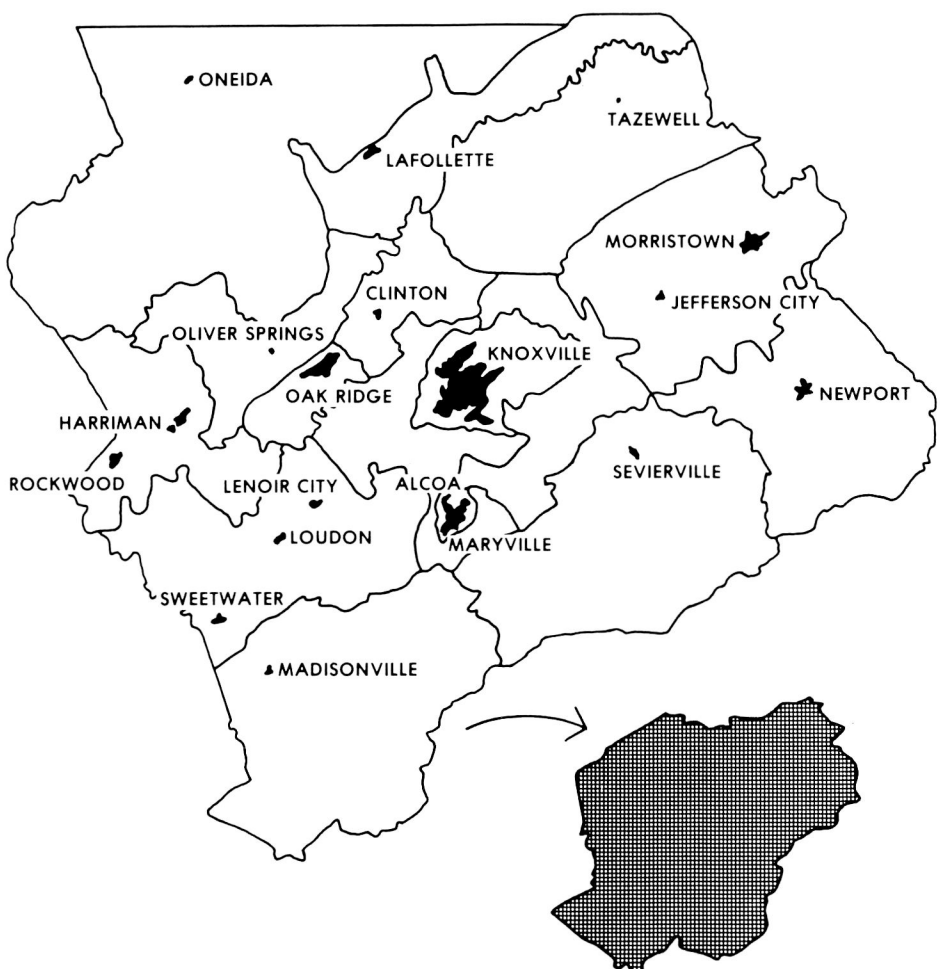 ONEIDA
TAZEWELL
LAFOLLETTE
MORRISTOWN
CLINTON
JEFFERSON CITY
OLIVER SPRINGS
KNOXVILLE
OAK RIDGE
NEWPORT
HARRIMAN
SEVIERVILLE
ROCKWOOD
LENOIR CITY
ALCOA
LOUDON
MARYVILLE
SWEETWATER
MADISONVILLE